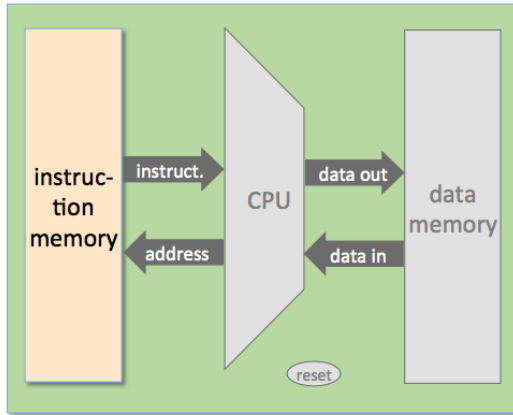 instruc-
tion
memory
instruct.
address
CPU
data out
data in
data
memory
reset